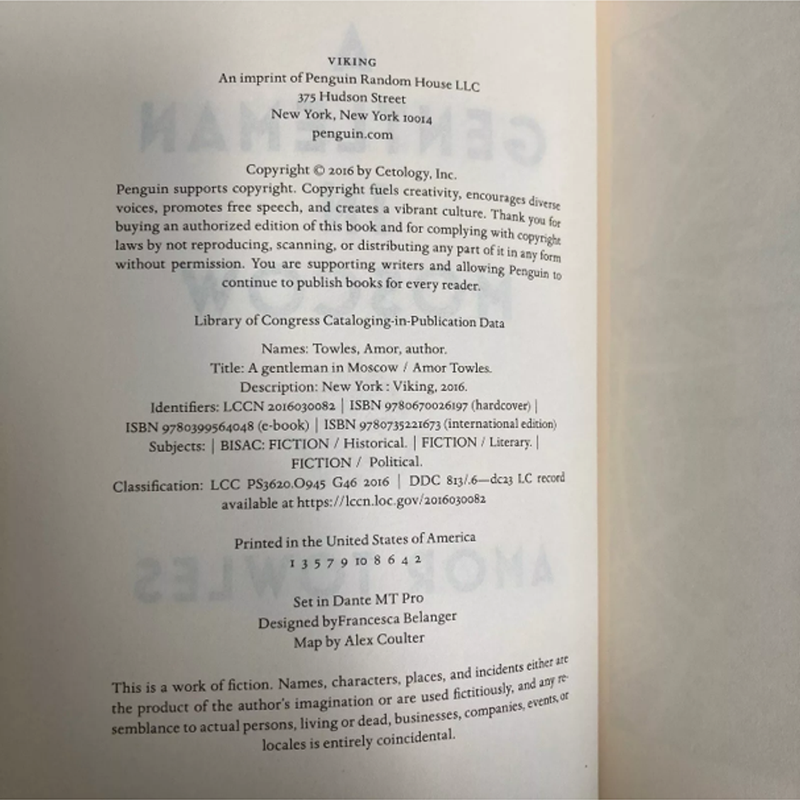 VIKING
An imprint of Penguin Random House LLC
375 Hudson Street
New York, New York 10014
penguin.com
Copyright © 2016 by Cetology, Inc.
Penguin supports copyright. Copyright fuels creativity, encourages diverse
voices, promotes free speech, and creates a vibrant culture. Thank you for
buying an authorized edition of this book and for complying with copyright
laws by not reproducing, scanning, or distributing any part of it in any form
without permission. You are supporting writers and allowing Penguin to
continue to publish books for every reader.
Library of Congress Cataloging-in-Publication Data
Names: Towles, Amor, author.
Title: A gentleman in Moscow / Amor Towles.
Description: New York : Viking, 2016.
Identifiers: LCCN 2016030082 | ISBN 9780670026197 (hardcover) |
ISBN 9780399564048 (e-book) | ISBN 9780735221673 (international edition)
Subjects: | BISAC: FICTION / Historical. | FICTION / Literary. |
FICTION / Political.
Classification: LCC PS3620.O945 G46 2016 | DDC 813/.6—dc23 LC record
available at https://lccn.loc.gov/2016030082
Printed in the United States of America
1 3 5 7 9 10 8 6 4 2
Set in Dante MT Pro
Designed byFrancesca Belanger
Map by Alex Coulter
This is a work of fiction. Names, characters, places, and incidents either are
the product of the author's imagination or are used fictitiously, and any re-
semblance to actual persons, living or dead, businesses, companies, events, or
locales is entirely coincidental.
A
GENTLEMAN
MOSCOW
AMOR TOWLES